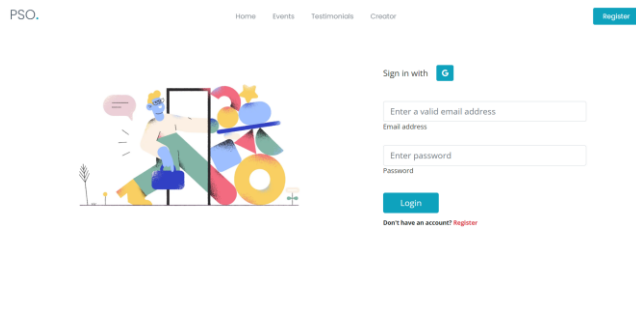 PSO.
Home Events Testimonials Creator
Register
Sign in with G
Enter a valid email address
Email address
Enter password
Password
Login
Don't have an account? Register